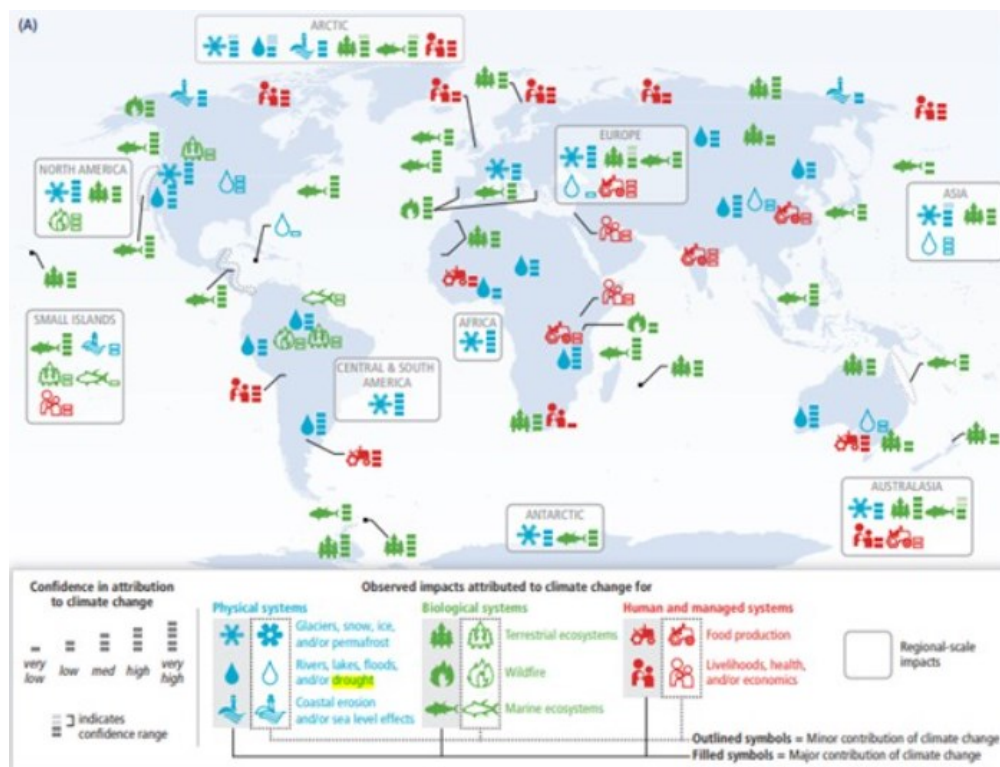 (A)
ARCTIC
EUROPE
NORTH AMERICA
ASIA
SMALL ISLANDS
AFRICA
CENTRAL & SOUTH
AMERICA
AUSTRALASIA
ANTARCTIC
Confidence in attribution
to climate change
very
low
low
med
high
very
high
indicates
confidence range
Observed impacts attributed to climate change for
Physical systems
Glaciers, snow, ice,
and/or permafrost
Rivers, lakes, floods,
and/or drought
Coastal erosion
and/or sea level effects
Biological systems
Terrestrial ecosystems
Wildfire
Marine ecosystems
Human and managed systems
Food production
Livelihoods, health,
and/or economics
Regional-scale
impacts
Outlined symbols = Minor contribution of climate change
Filled symbols = Major contribution of climate change